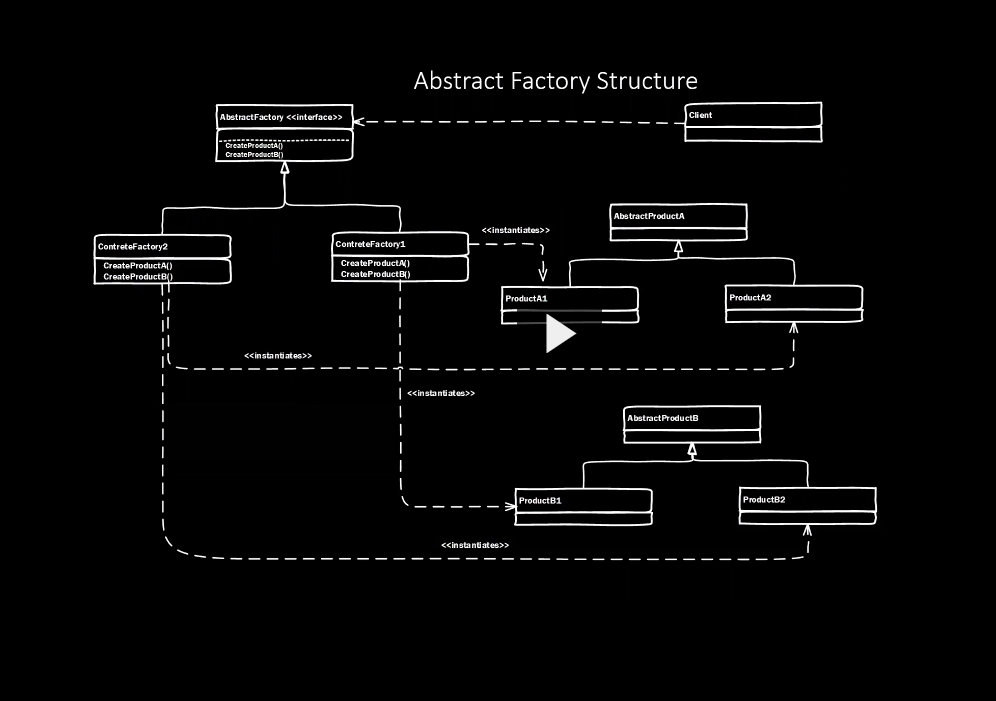 Abstract Factory Structure
AbstractFactory <<interface>>
CreateProductA()
CreateProductB()
Client
ContreteFactory2
CreateProductA()
CreateProductB()
ContreteFactory1
CreateProductA()
CreateProductB()
<<instantiates>>
AbstractProductA
ProductA1
ProductA2
<<instantiates>>
<<instantiates>>
AbstractProductB
ProductB1
ProductB2
<<instantiates>>